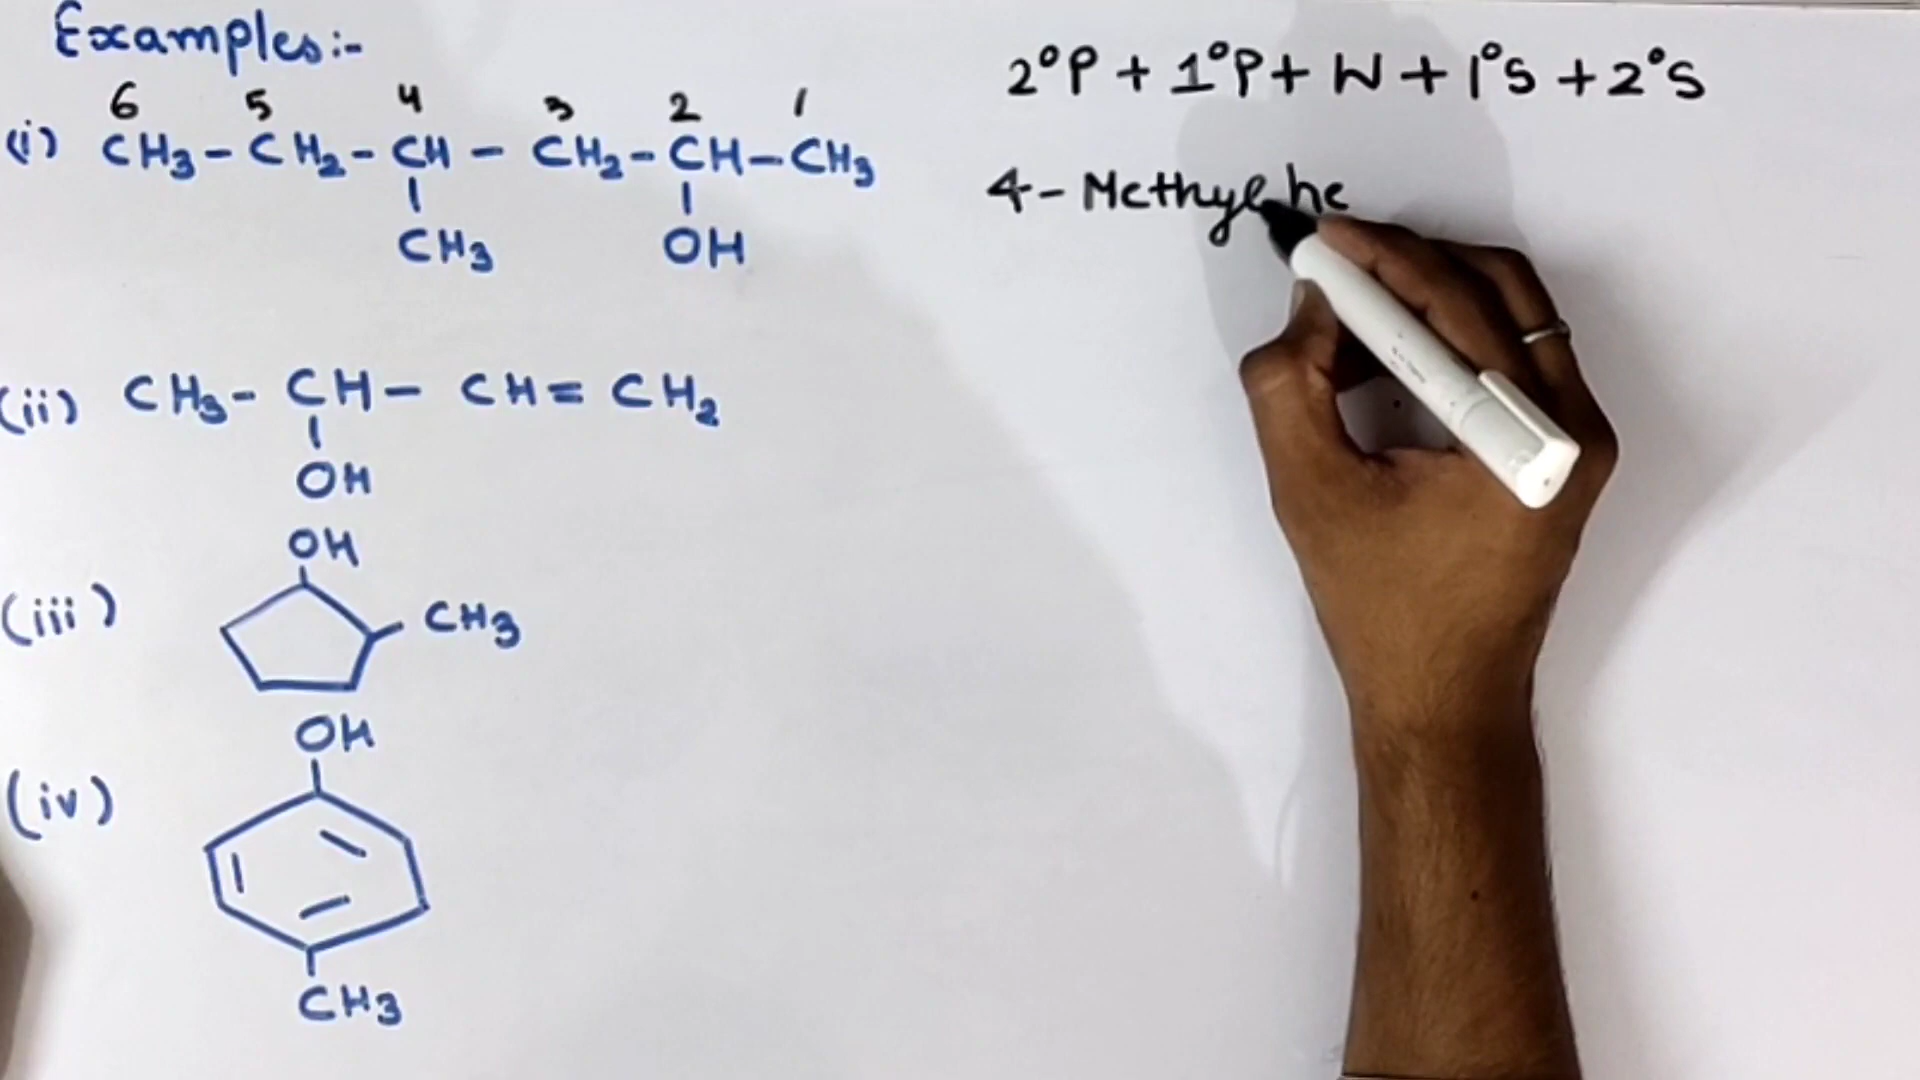 Examples:-
2°P + 1°P + W + 1°S + 2°S
6 5 4 3 2 1
(i) CH3-CH2-CH-CH2-CH-CH3
CH3 OH
4-Methylhe
(ii) CH3-CH-CH=CH2
OH
OH
(iii) CH3
OH
(iv)
CH3